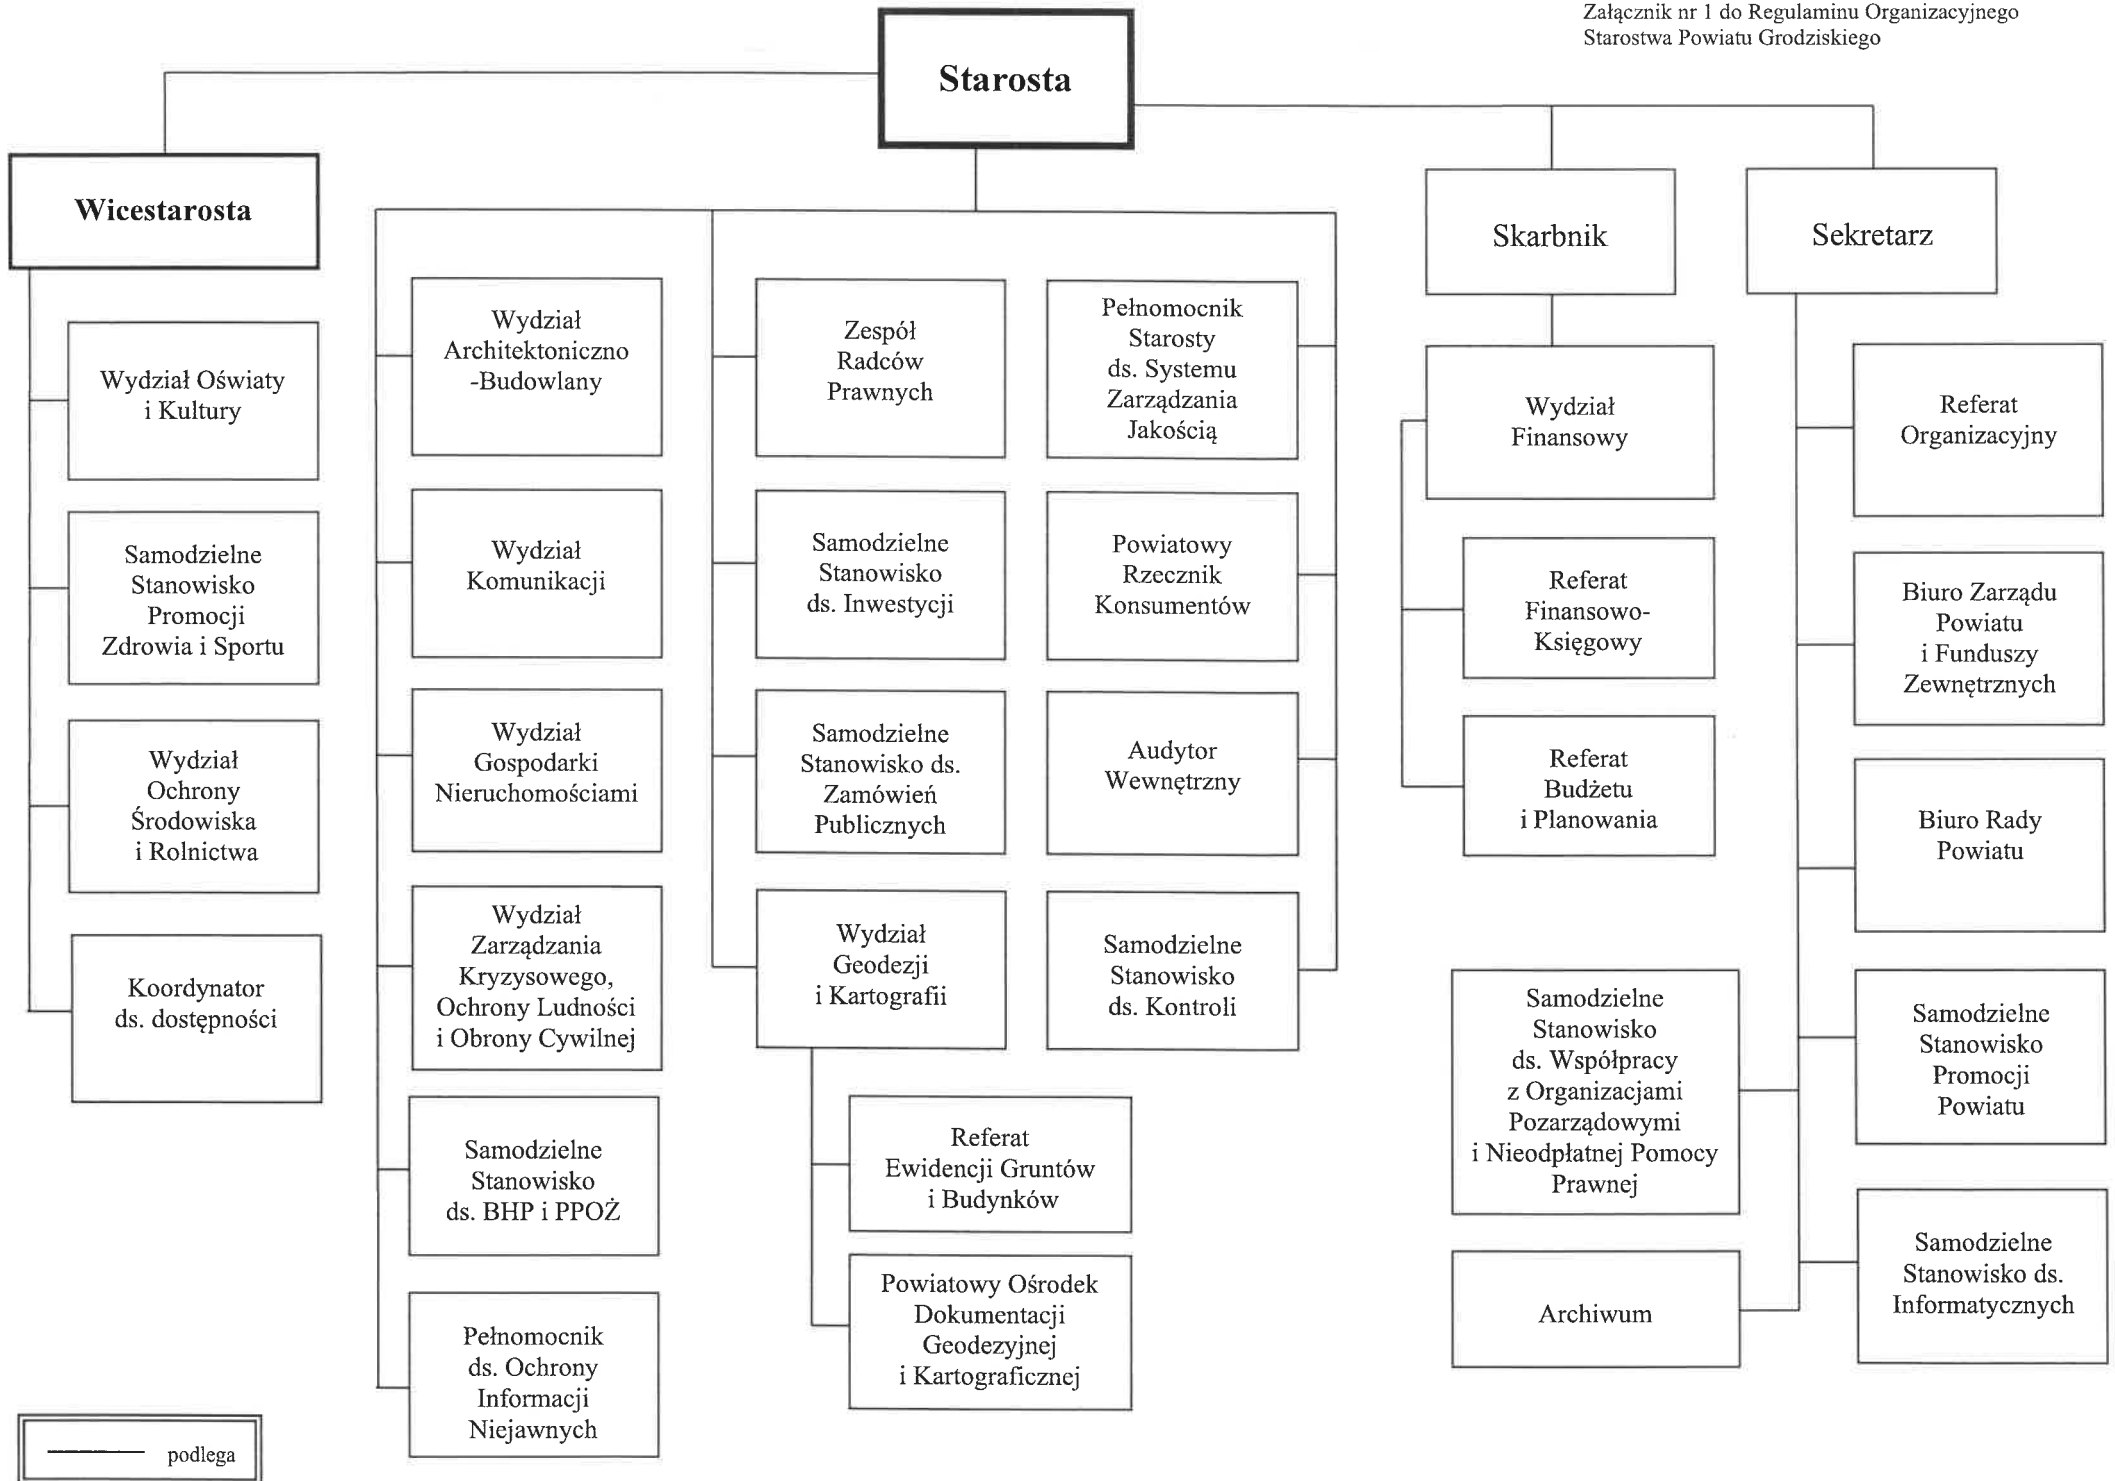 Załącznik nr 1 do Regulaminu Organizacyjnego
Starostwa Powiatu Grodziskiego
Starosta
Wicestarosta
Skarbnik
Sekretarz
Wydział Oświaty
i Kultury
Samodzielne
Stanowisko
Promocji
Zdrowia i Sportu
Wydział
Ochrony
Środowiska
i Rolnictwa
Koordynator
ds. dostępności
Wydział
Architektoniczno
-Budowlany
Wydział
Komunikacji
Wydział
Gospodarki
Nieruchomościami
Wydział
Zarządzania
Kryzysowego,
Ochrony Ludności
i Obrony Cywilnej
Samodzielne
Stanowisko
ds. BHP i PPOŻ
Pełnomocnik
ds. Ochrony
Informacji
Niejawnych
Zespół
Radców
Prawnych
Samodzielne
Stanowisko
ds. Inwestycji
Samodzielne
Stanowisko ds.
Zamówień
Publicznych
Wydział
Geodezji
i Kartografii
Referat
Ewidencji Gruntów
i Budynków
Powiatowy Ośrodek
Dokumentacji
Geodezyjnej
i Kartograficznej
Pełnomocnik
Starosty
ds. Systemu
Zarządzania
Jakością
Powiatowy
Rzecznik
Konsumentów
Audytor
Wewnętrzny
Samodzielne
Stanowisko
ds. Kontroli
Wydział
Finansowy
Referat
Finansowo-
Księgowy
Referat
Budżetu
i Planowania
Referat
Organizacyjny
Biuro Zarządu
Powiatu
i Funduszy
Zewnętrznych
Biuro Rady
Powiatu
Samodzielne
Stanowisko
Promocji
Powiatu
Samodzielne
Stanowisko ds.
Informatycznych
Samodzielne
Stanowisko
ds. Współpracy
z Organizacjami
Pozarządowymi
i Nieodpłatnej Pomocy
Prawnej
Archiwum
podlega